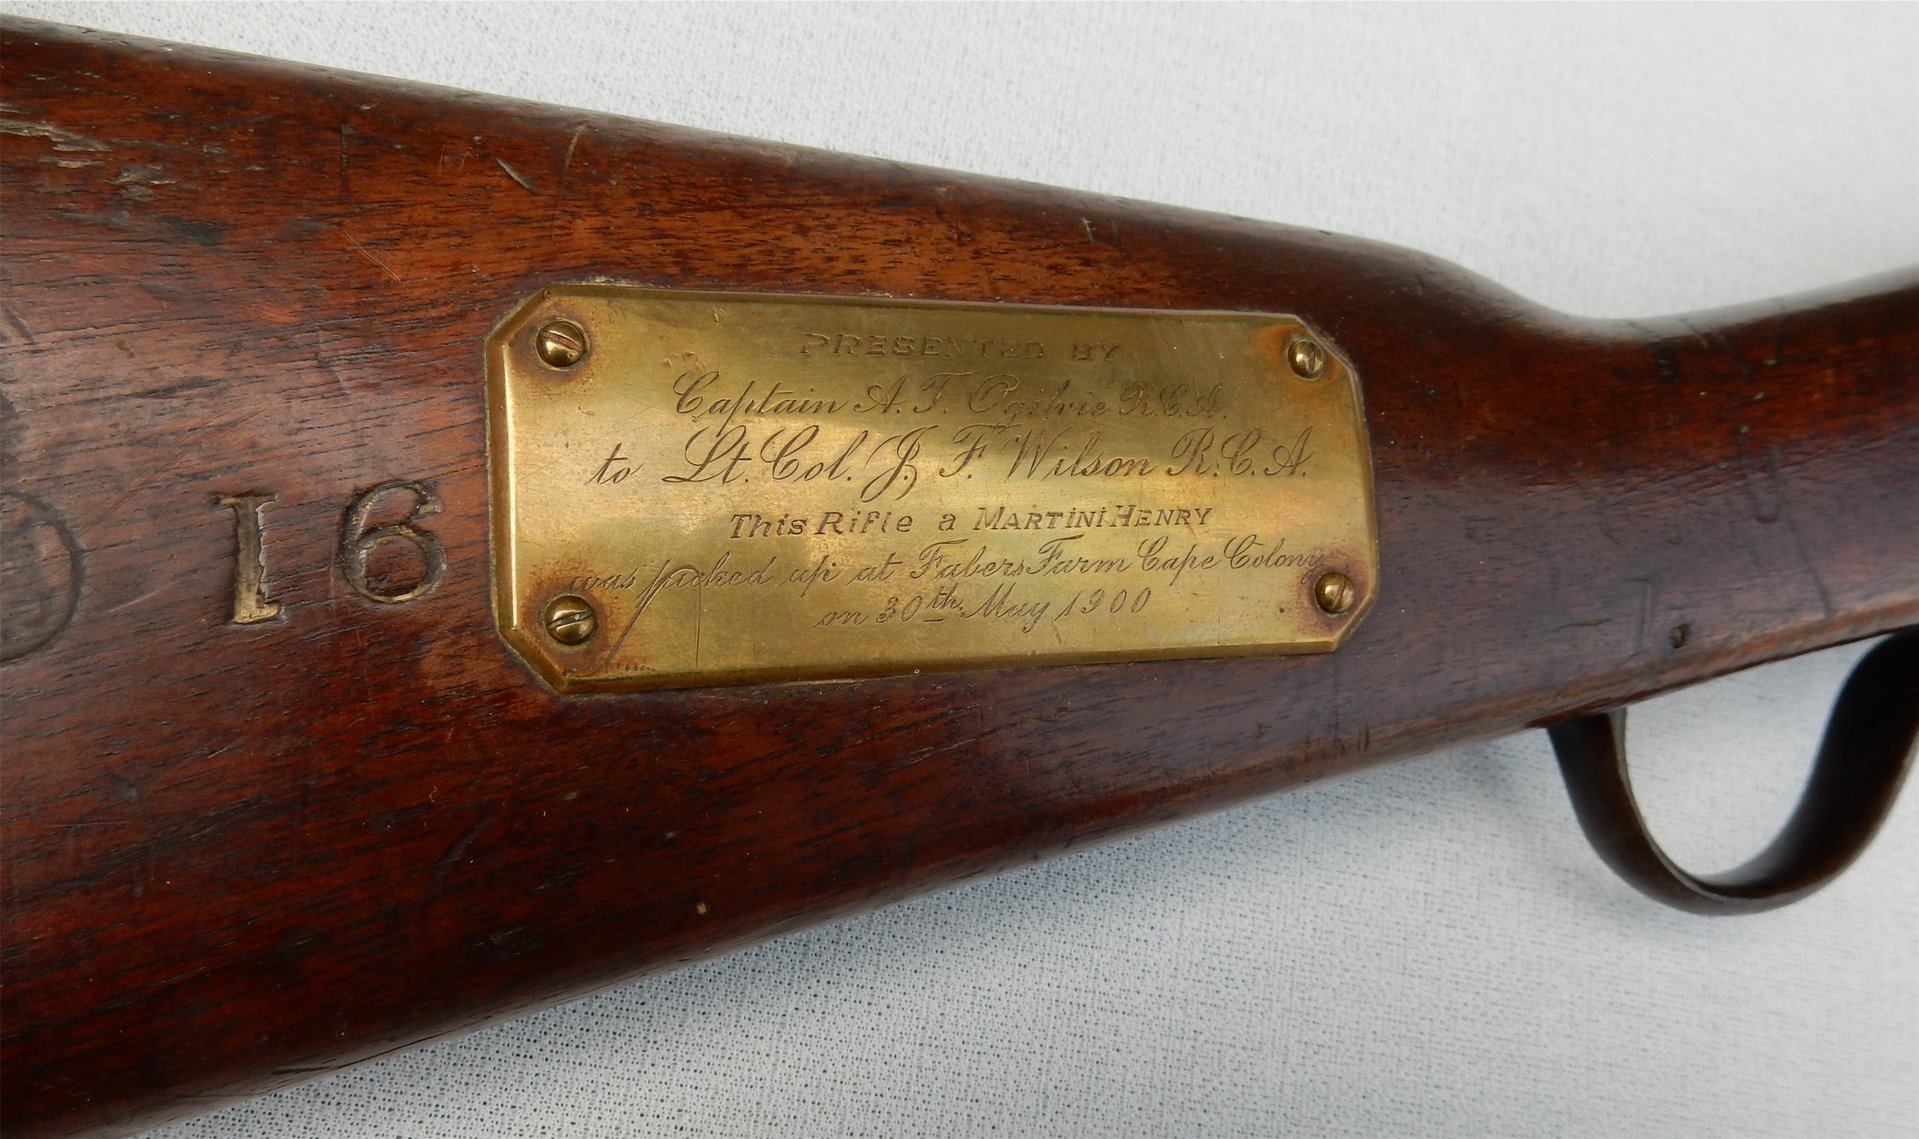 16
PRESENTED BY
Captain A. T. Ogilvie R.C.A.
to Lt. Col. J. F. Wilson R.C.A.
This Rifle a MARTINI HENRY
was picked up at Fabers Farm Cape Colony
on 30th May 1900